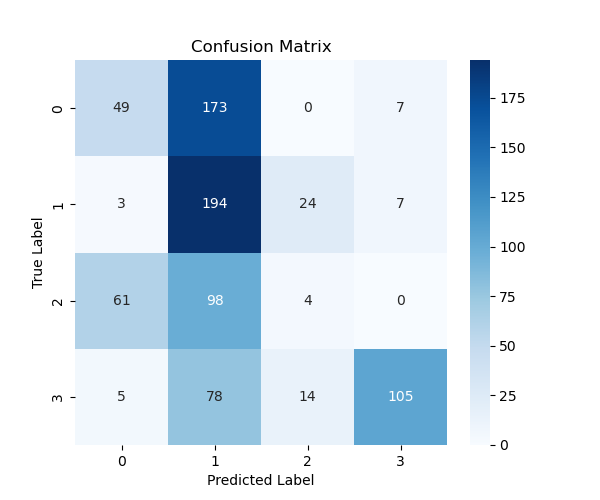 Confusion Matrix
0 49 173 0 7
1 3 194 24 7
2 61 98 4 0
3 5 78 14 105
0 1 2 3
True Label
Predicted Label
175
150
125
100
75
50
25
0